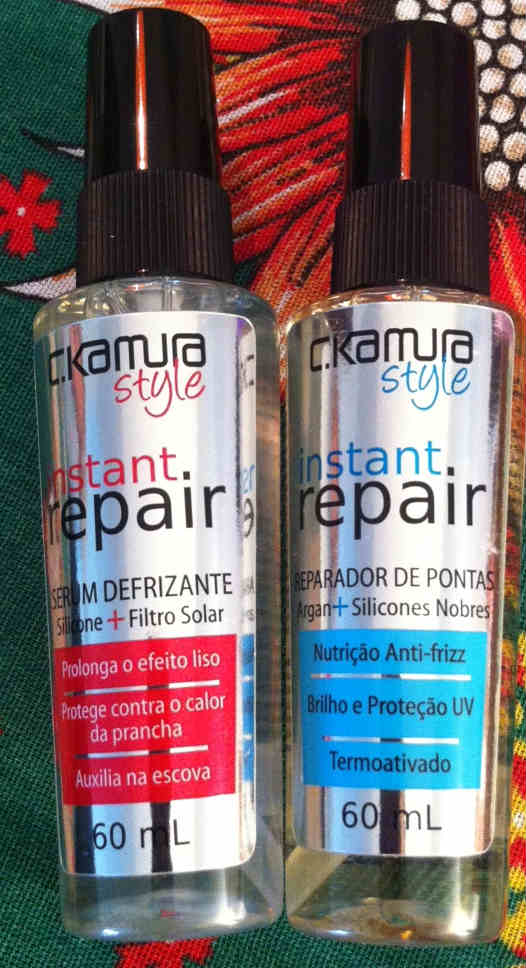 C.Kamura
style
instant
repair
SERUM DEFRIZANTE
Silicone + Filtro Solar
Prolonga o efeito liso
Protege contra o calor
da prancha
Auxilia na escova
60 mL
C.Kamura
style
instant
repair
REPARADOR DE PONTAS
Argan + Silicones Nobres
Nutrição Anti-frizz
Brilho e Proteção UV
Termoativado
60 mL